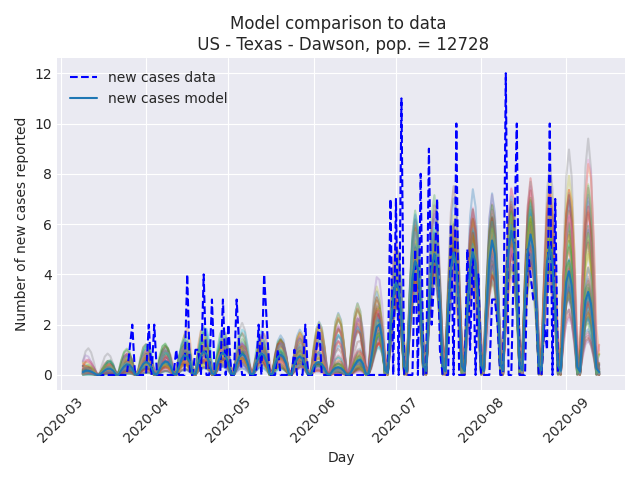 Model comparison to data
US - Texas - Dawson, pop. = 12728
new cases data
new cases model
Number of new cases reported
12
10
8
6
4
2
0
2020-03
2020-04
2020-05
2020-06
2020-07
2020-08
2020-09
Day